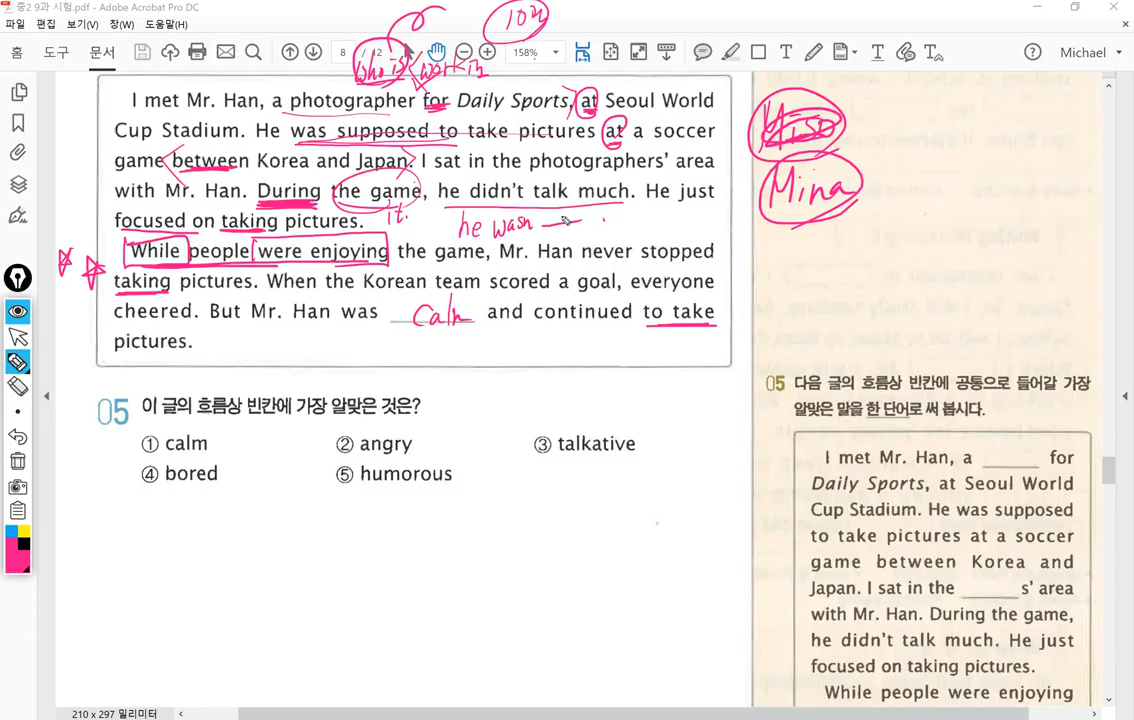 중2 9과 시험.pdf - Adobe Acrobat Pro DC
파일(F) 편집(E) 보기(V) 창(W) 도움말(H)
홈 도구 문서 8 / 12 158% Michael
10과
who is workin
I met Mr. Han, a photographer for Daily Sports, at Seoul World
Cup Stadium. He was supposed to take pictures at a soccer
game between Korea and Japan. I sat in the photographers' area
with Mr. Han. During the game, he didn't talk much. He just
focused on taking pictures.
it.
he wasn
While people were enjoying the game, Mr. Han never stopped
taking pictures. When the Korean team scored a goal, everyone
cheered. But Mr. Han was calm and continued to take
pictures.
05 이 글의 흐름상 빈칸에 가장 알맞은 것은?
① calm ② angry ③ talkative
④ bored ⑤ humorous
Mina
05 다음 글의 흐름상 빈칸에 공통으로 들어갈 가장
알맞은 말을 한 단어로 써 봅시다.
I met Mr. Han, a ______ for
Daily Sports, at Seoul World
Cup Stadium. He was supposed
to take pictures at a soccer
game between Korea and
Japan. I sat in the ______s' area
with Mr. Han. During the game,
he didn't talk much. He just
focused on taking pictures.
While people were enjoying
210 x 297 밀리미터